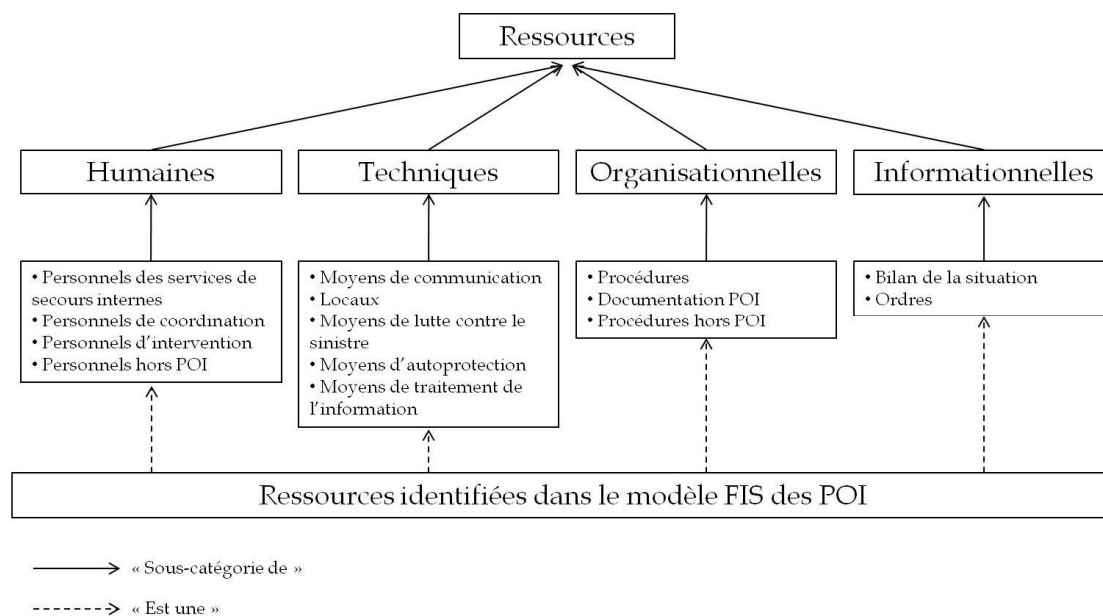 Ressources
Humaines
Techniques
Organisationnelles
Informationnelles
• Personnels des services de
secours internes
• Personnels de coordination
• Personnels d'intervention
• Personnels hors POI
• Moyens de communication
• Locaux
• Moyens de lutte contre le
sinistre
• Moyens d'autoprotection
• Moyens de traitement de
l'information
• Procédures
• Documentation POI
• Procédures hors POI
• Bilan de la situation
• Ordres
Ressources identifiées dans le modèle FIS des POI
« Sous-catégorie de »
« Est une »